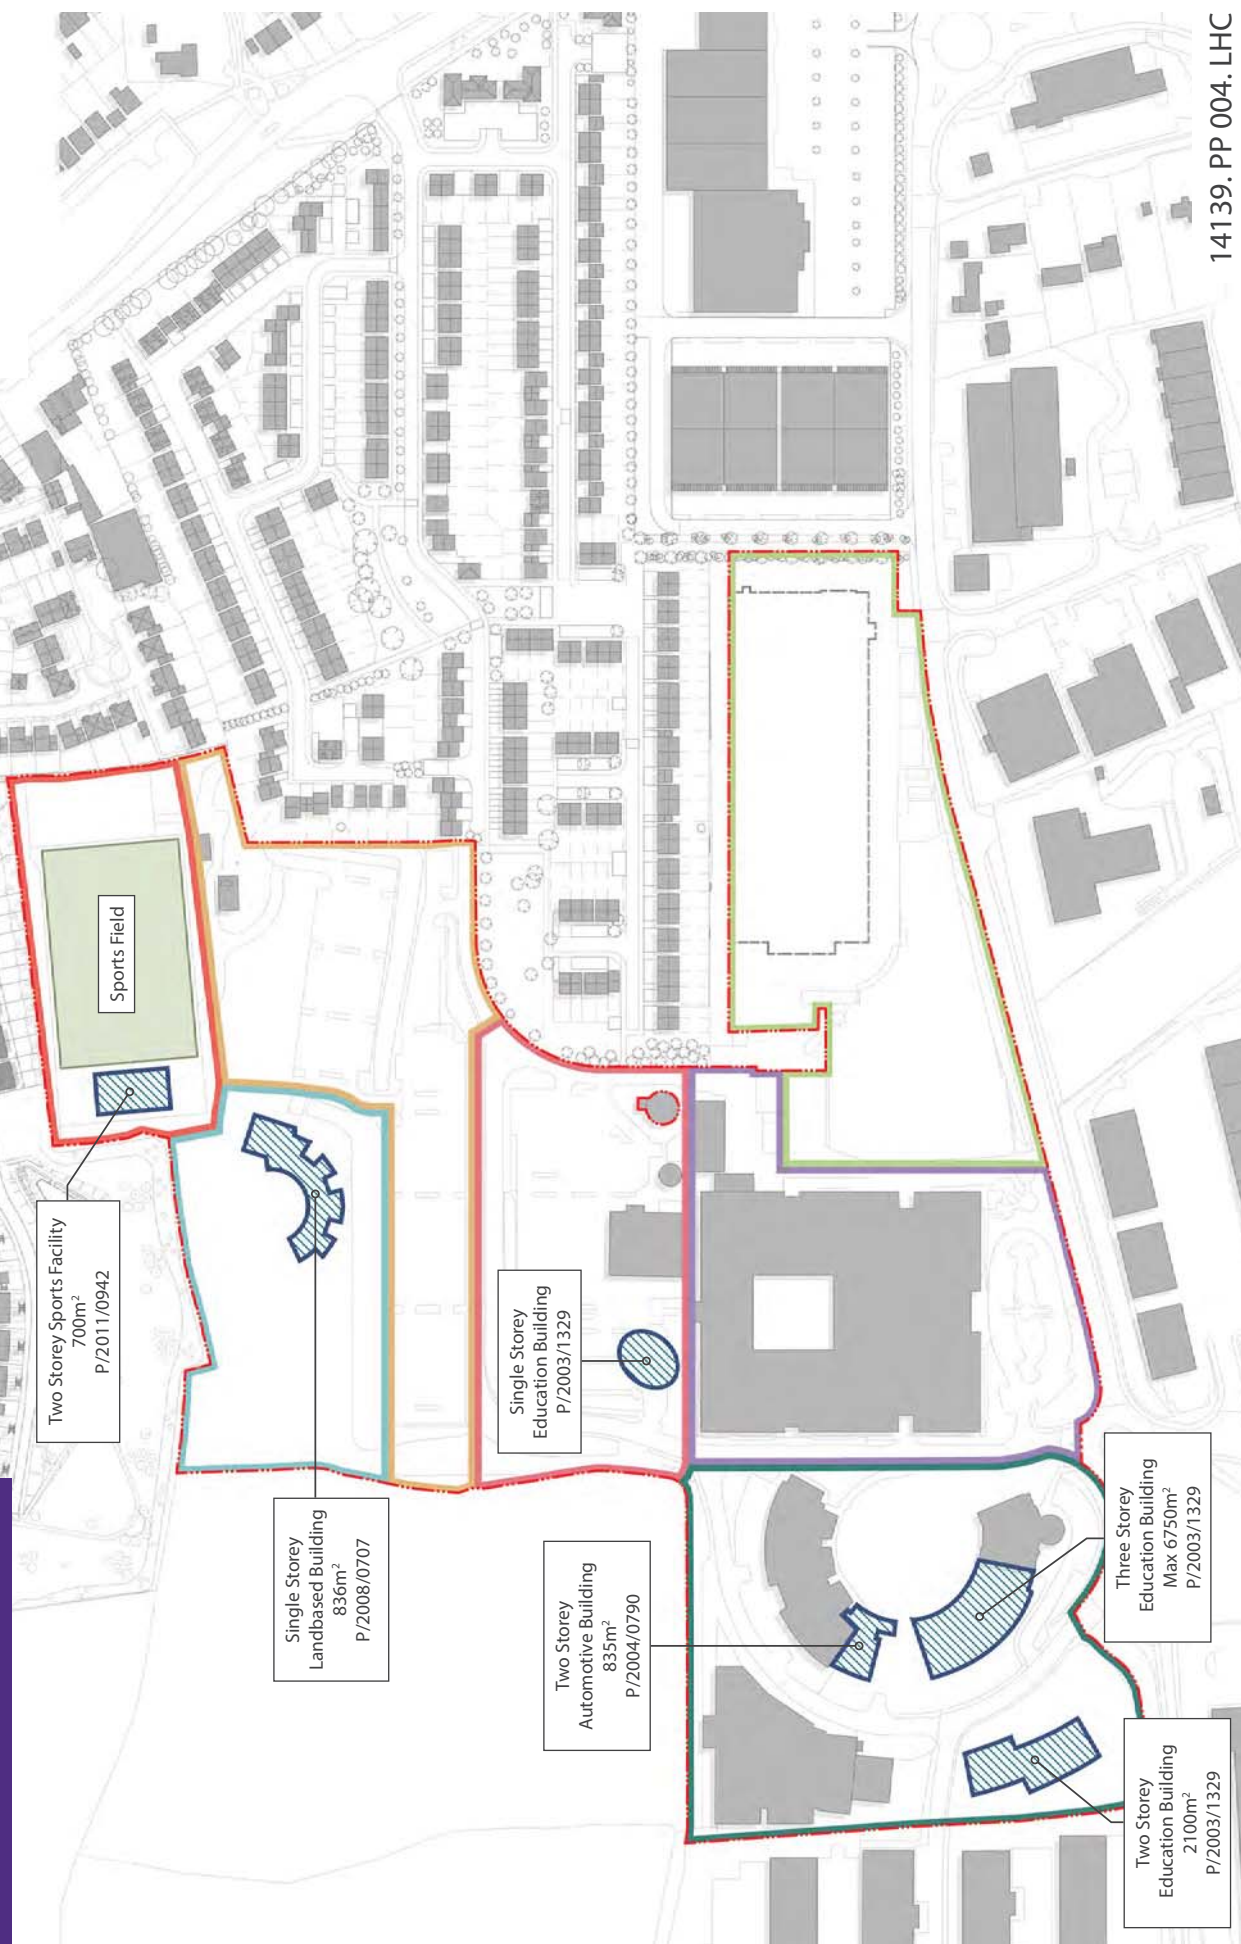 14139. PP 004. LHC
Sports Field
Two Storey Sports Facility
700m²
P/2011/0942
Single Storey
Education Building
P/2003/1329
Single Storey
Landbased Building
836m²
P/2008/0707
Two Storey
Automotive Building
835m²
P/2004/0790
Three Storey
Education Building
Max 6750m²
P/2003/1329
Two Storey
Education Building
2100m²
P/2003/1329